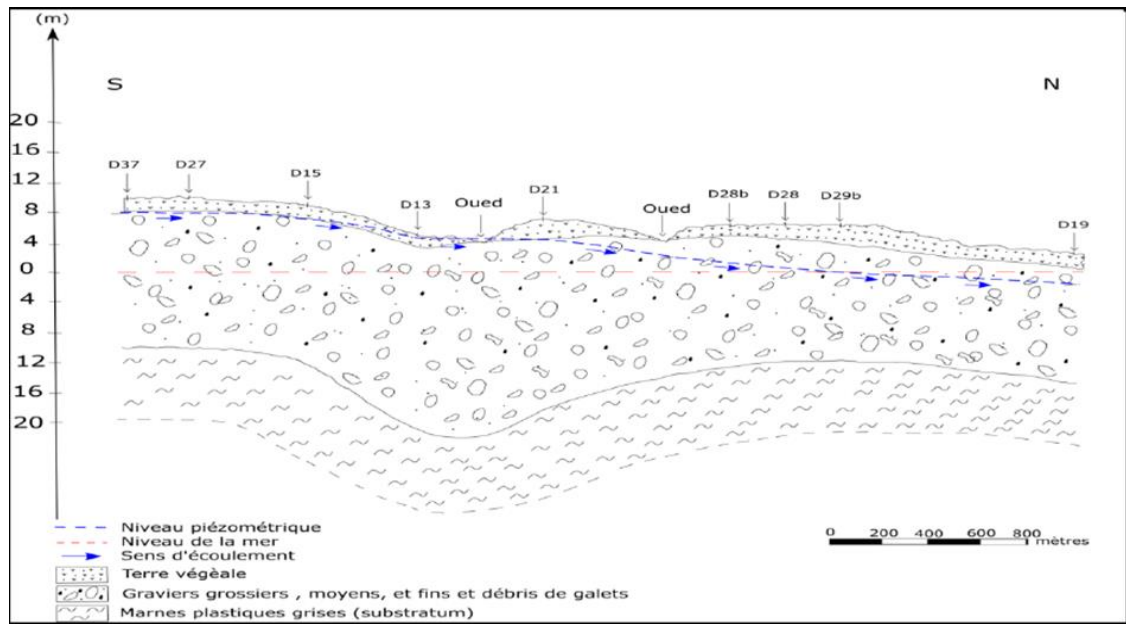 (m)
S N
20
16
12
8
4
0
4
8
12
16
20
D37 D27 D15 D13 Oued D21 Oued D28b D28 D29b D19
Niveau piézométrique
Niveau de la mer
Sens d'écoulement
Terre végèale
Graviers grossiers , moyens, et fins et débris de galets
Marnes plastiques grises (substratum)
0 200 400 600 800 mètres